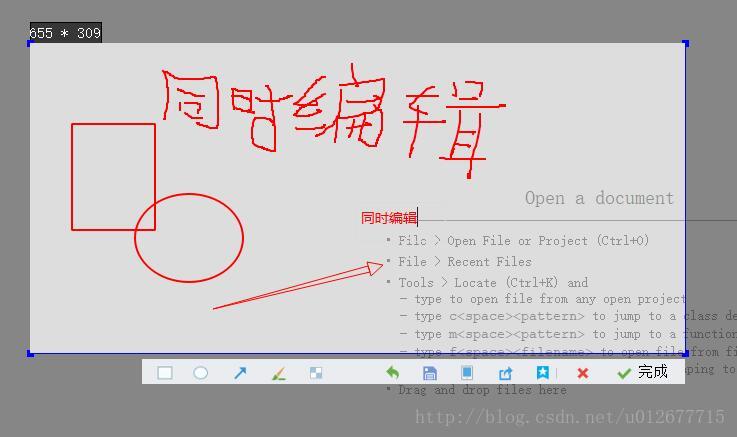 655 * 309
同时编辑
Open a document
同时编辑
• File > Open File or Project (Ctrl+O)
• File > Recent Files
• Tools > Locate (Ctrl+K) and
– type to open file from any open project
– type c<space><pattern> to jump to a class de
– type m<space><pattern> to jump to a function
– type f<space><filename> to open file from fi
ping to
完成
• Drag and drop files here
http://blog.csdn.net/u012677715